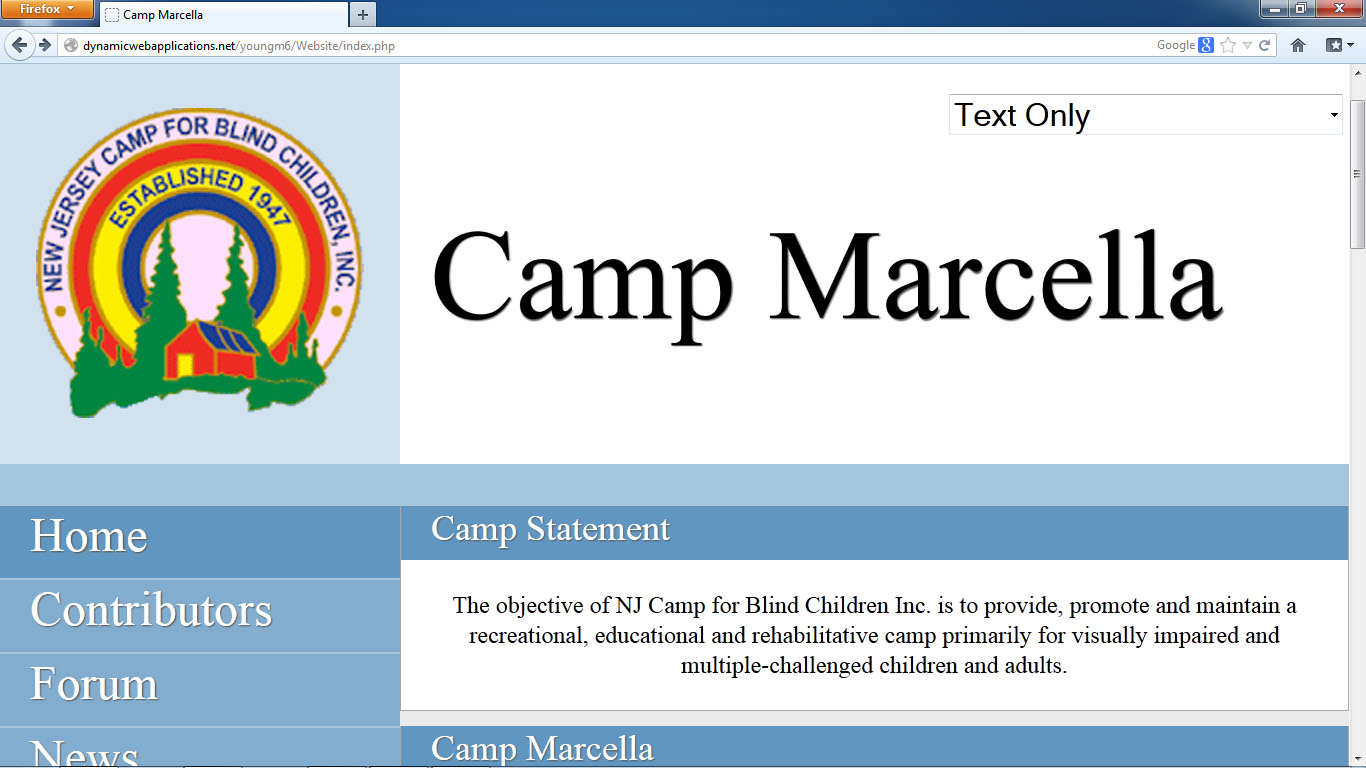 Firefox
Camp Marcella
dynamicwebapplications.net/youngm6/Website/index.php
Google
NEW JERSEY CAMP FOR BLIND CHILDREN, INC.
ESTABLISHED 1947
Text Only
Camp Marcella
Home
Contributors
Forum
News
Camp Statement
The objective of NJ Camp for Blind Children Inc. is to provide, promote and maintain a
recreational, educational and rehabilitative camp primarily for visually impaired and
multiple-challenged children and adults.
Camp Marcella